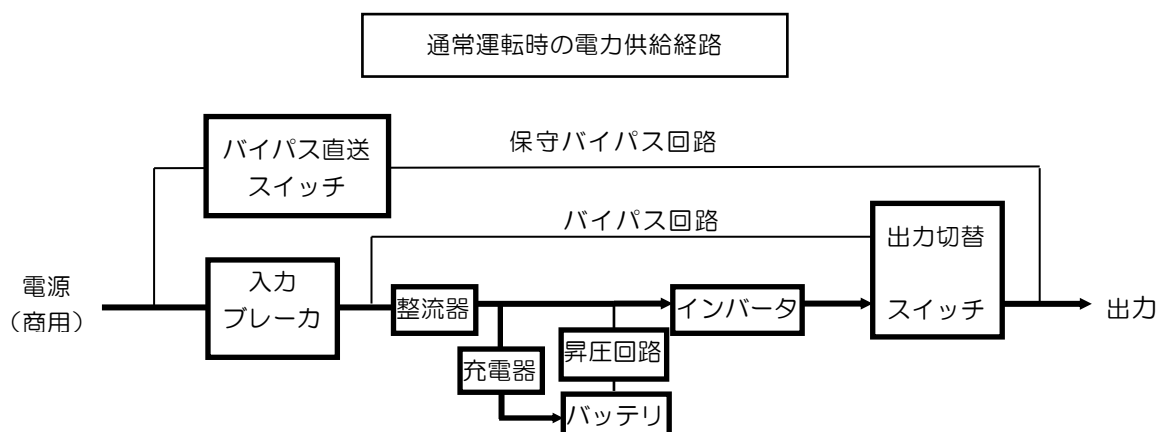 通常運転時の電力供給経路
バイパス直送
スイッチ
保守バイパス回路
バイパス回路
出力切替
スイッチ
電源
（商用）
入力
ブレーカ
整流器
インバータ
出力
充電器
昇圧回路
バッテリ